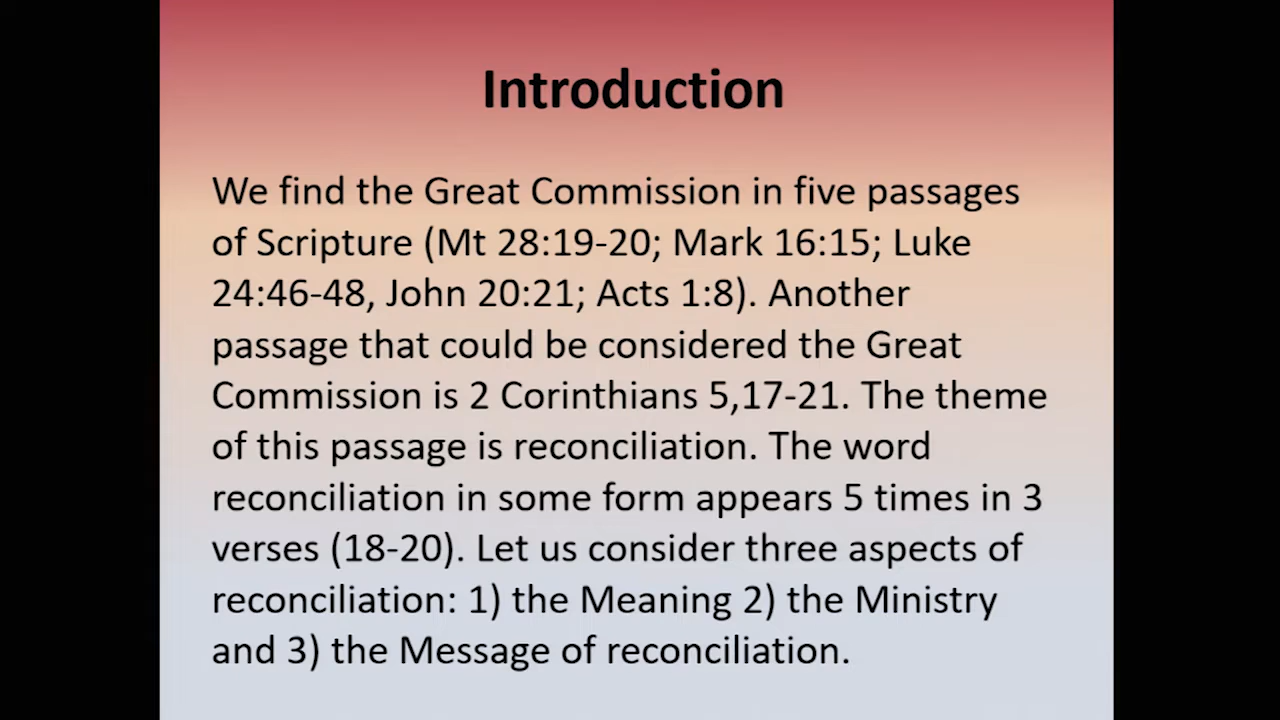 Introduction
We find the Great Commission in five passages
of Scripture (Mt 28:19-20; Mark 16:15; Luke
24:46-48, John 20:21; Acts 1:8). Another
passage that could be considered the Great
Commission is 2 Corinthians 5,17-21. The theme
of this passage is reconciliation. The word
reconciliation in some form appears 5 times in 3
verses (18-20). Let us consider three aspects of
reconciliation: 1) the Meaning 2) the Ministry
and 3) the Message of reconciliation.